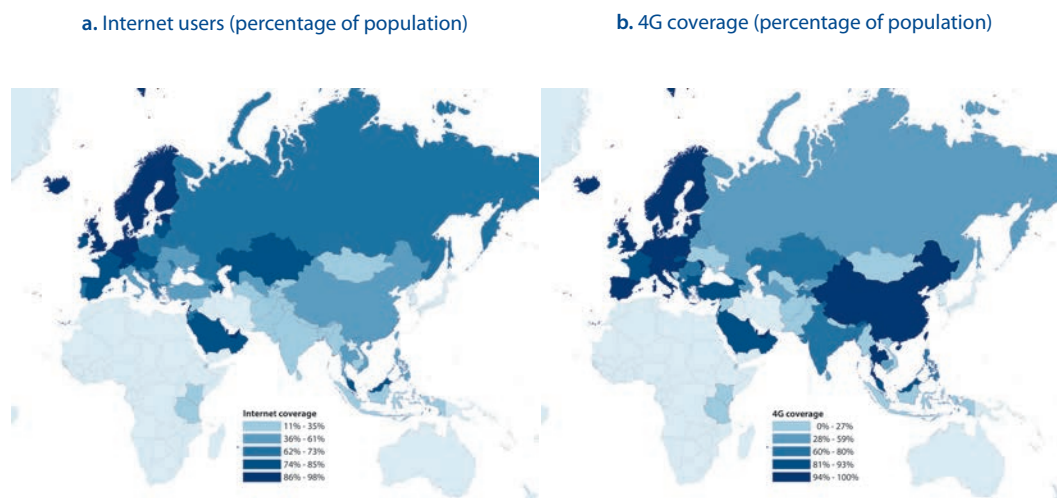 a. Internet users (percentage of population)
b. 4G coverage (percentage of population)
Internet coverage
11% - 35%
36% - 61%
62% - 73%
74% - 85%
86% - 98%
4G coverage
0% - 27%
28% - 59%
60% - 80%
81% - 93%
94% - 100%